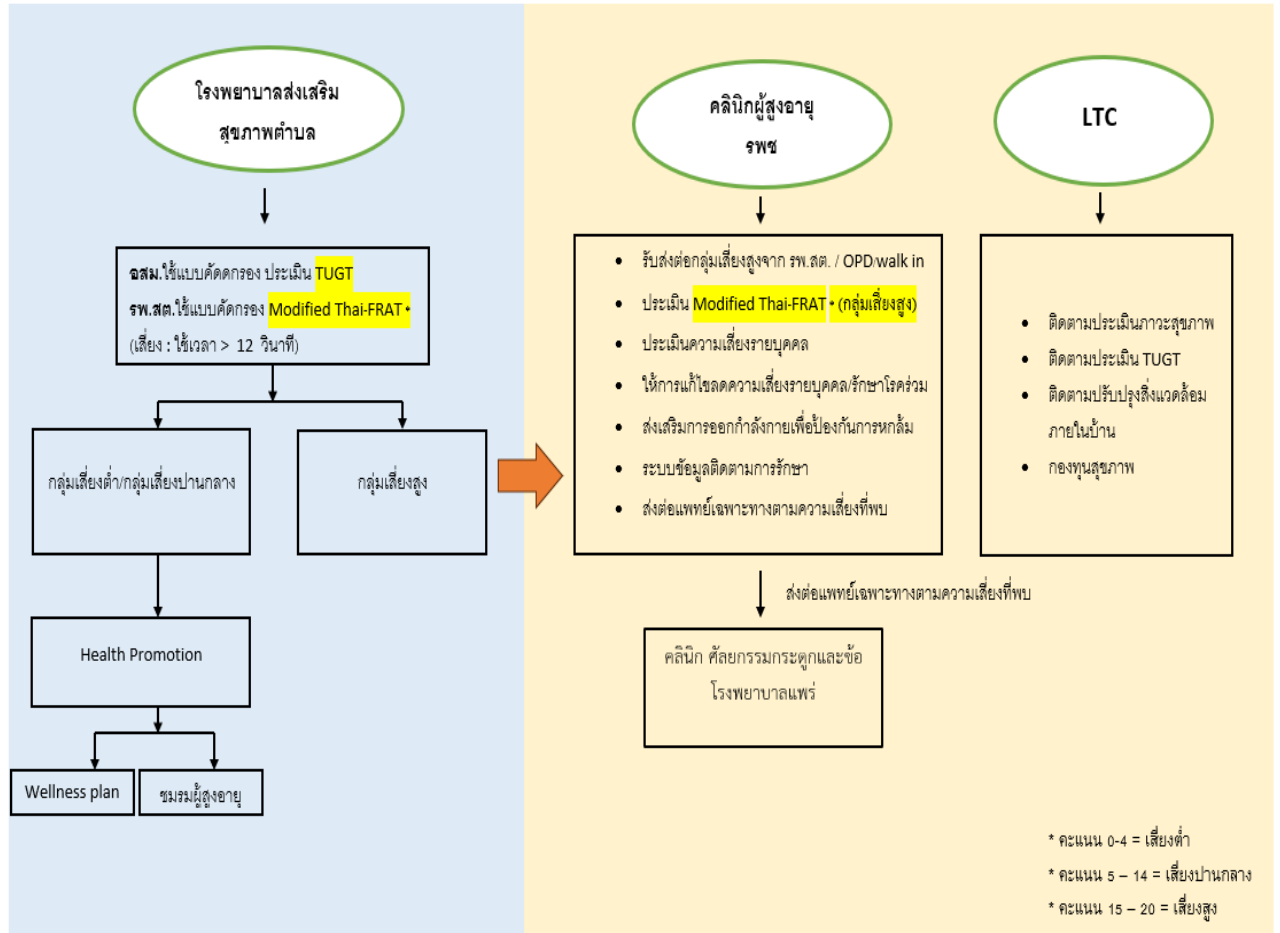 โรงพยาบาลส่งเสริม
สุขภาพตำบล
อสม.ใช้แบบคัดดกรอง ประเมิน TUGT
รพ.สต.ใช้แบบคัดกรอง Modified Thai-FRAT *
(เสี่ยง : ใช้เวลา > 12 วินาที)
กลุ่มเสี่ยงต่ำ/กลุ่มเสี่ยงปานกลาง
กลุ่มเสี่ยงสูง
Health Promotion
Wellness plan
ชมรมผู้สูงอายุ
คลินิกผู้สูงอายุ
รพช
• รับส่งต่อกลุ่มเสี่ยงสูงจาก รพ.สต. / OPD/walk in
• ประเมิน Modified Thai-FRAT * (กลุ่มเสี่ยงสูง)
• ประเมินความเสี่ยงรายบุคคล
• ให้การแก้ไขลดความเสี่ยงรายบุคคล/รักษาโรคร่วม
• ส่งเสริมการออกกำลังกายเพื่อป้องกันการหกล้ม
• ระบบข้อมูลติดตามการรักษา
• ส่งต่อแพทย์เฉพาะทางตามความเสี่ยงที่พบ
ส่งต่อแพทย์เฉพาะทางตามความเสี่ยงที่พบ
คลินิก ศัลยกรรมกระดูกและข้อ
โรงพยาบาลแพร่
LTC
• ติดตามประเมินภาวะสุขภาพ
• ติดตามประเมิน TUGT
• ติดตามปรับปรุงสิ่งแวดล้อม
ภายในบ้าน
• กองทุนสุขภาพ
* คะแนน 0-4 = เสี่ยงต่ำ
* คะแนน 5 – 14 = เสี่ยงปานกลาง
* คะแนน 15 – 20 = เสี่ยงสูง